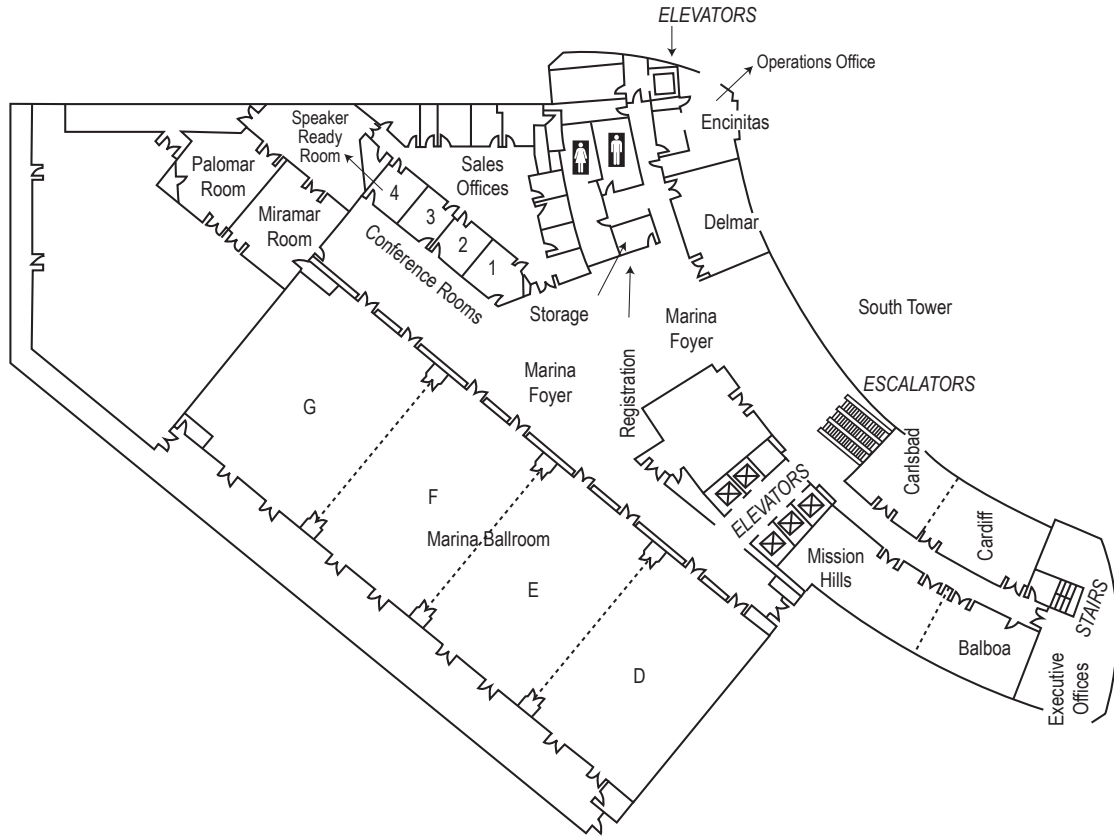 ELEVATORS
Operations Office
Encinitas
Speaker
Ready
Room
Palomar
Room
Sales
Offices
4
3
2
1
Miramar
Room
Delmar
Conference Rooms
Storage
Marina
Foyer
South Tower
Marina
Foyer
Registration
ESCALATORS
G
F
Marina Ballroom
E
D
ELEVATORS
Carlsbad
Cardiff
Mission
Hills
Balboa
STAIRS
Executive
Offices